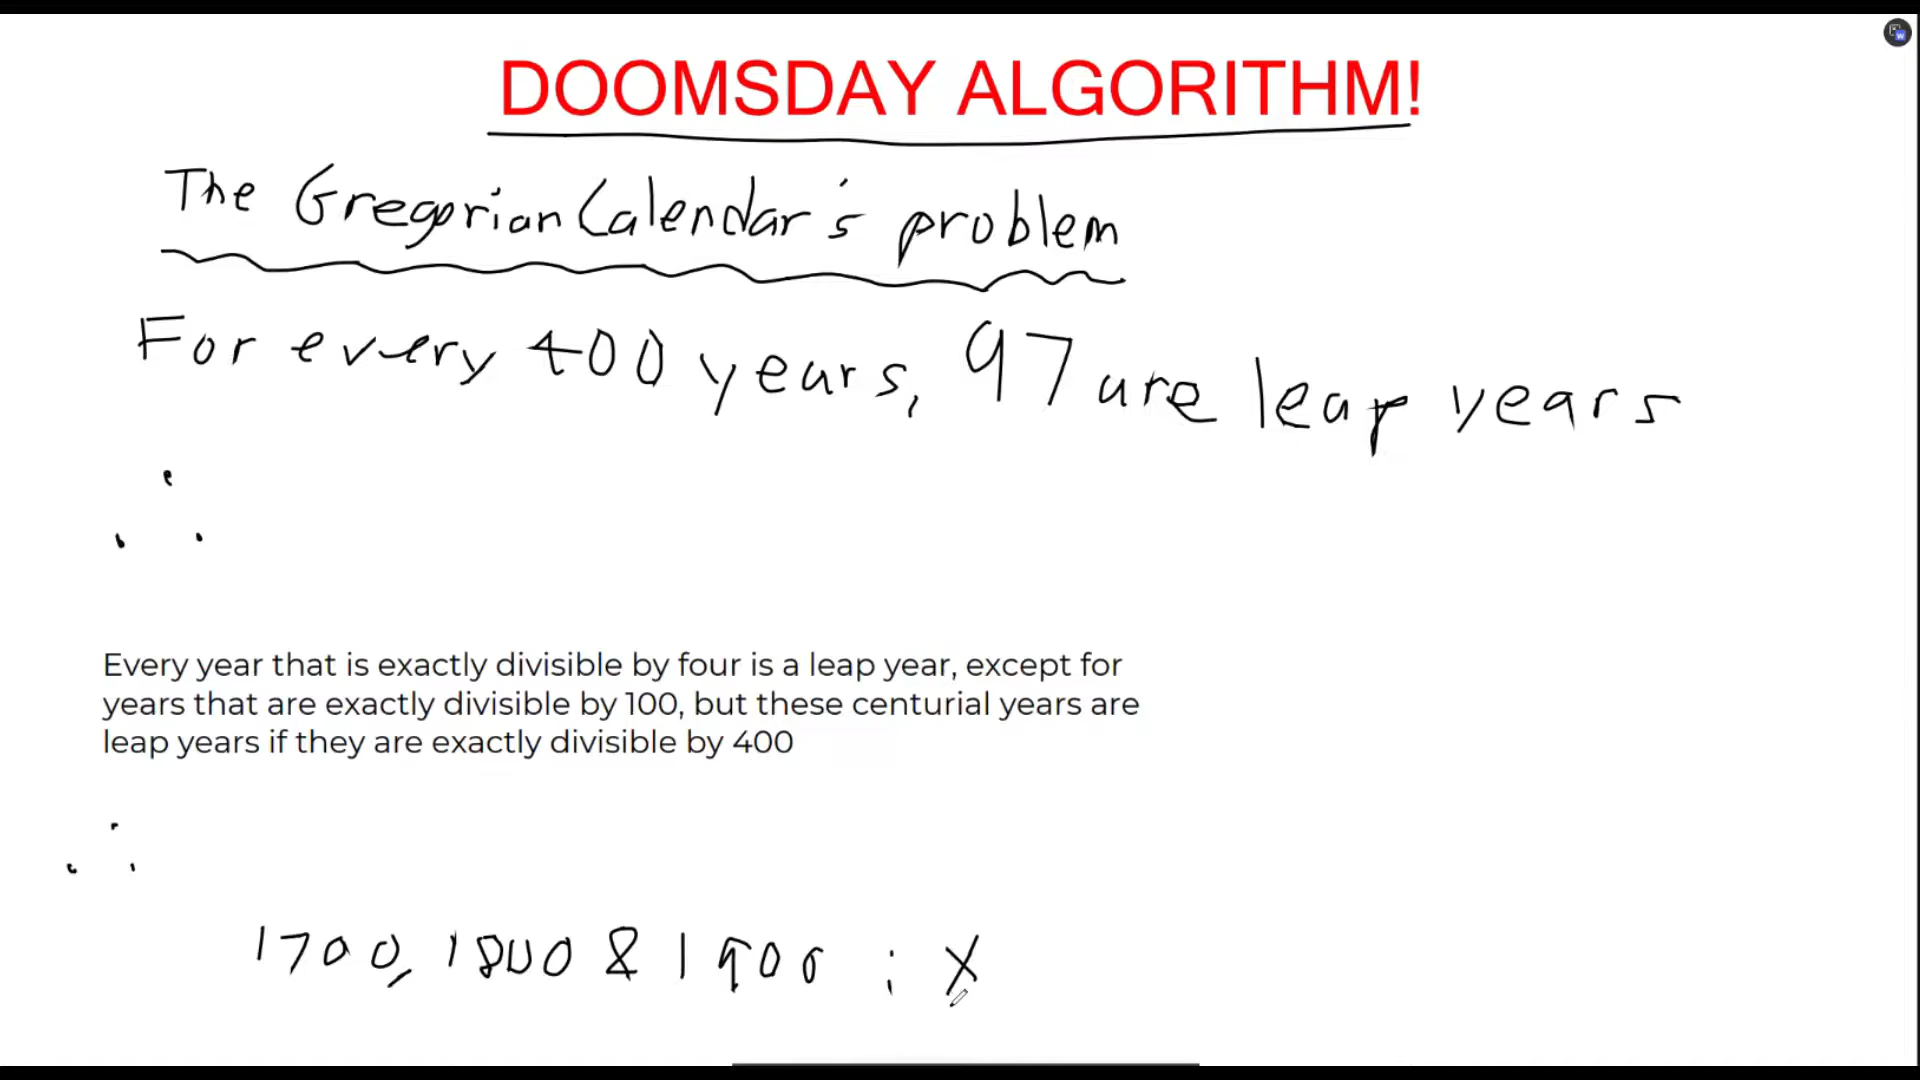 DOOMSDAY ALGORITHM!
The Gregorian Calendar's problem
For every 400 years, 97 are leap years
∴
Every year that is exactly divisible by four is a leap year, except for
years that are exactly divisible by 100, but these centurial years are
leap years if they are exactly divisible by 400
∴
1700, 1800 & 1900 : X